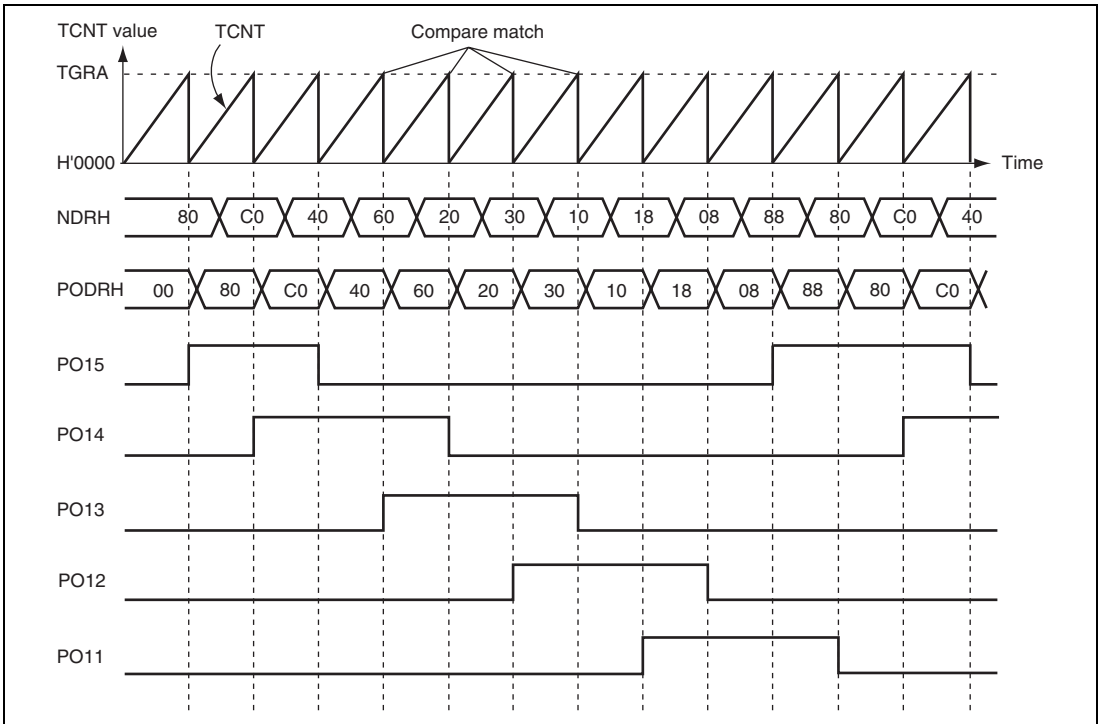 TCNT value
TCNT
Compare match
TGRA
H'0000
Time
NDRH 80 C0 40 60 20 30 10 18 08 88 80 C0 40
PODRH 00 80 C0 40 60 20 30 10 18 08 88 80 C0
PO15
PO14
PO13
PO12
PO11